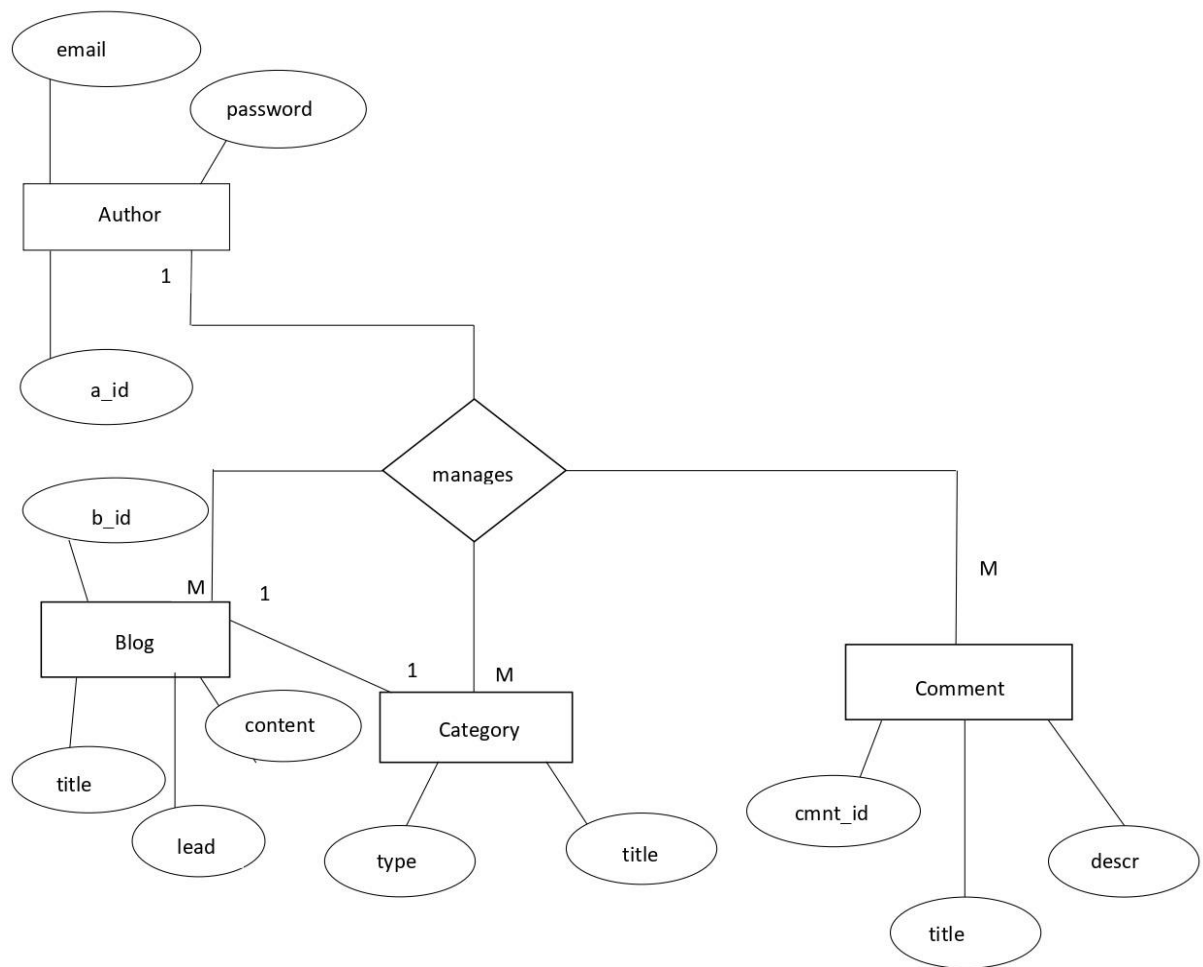 email
password
Author
1
a_id
manages
b_id
M
1
M
Blog
1
M
Comment
content
Category
title
cmnt_id
lead
type
title
descr
title